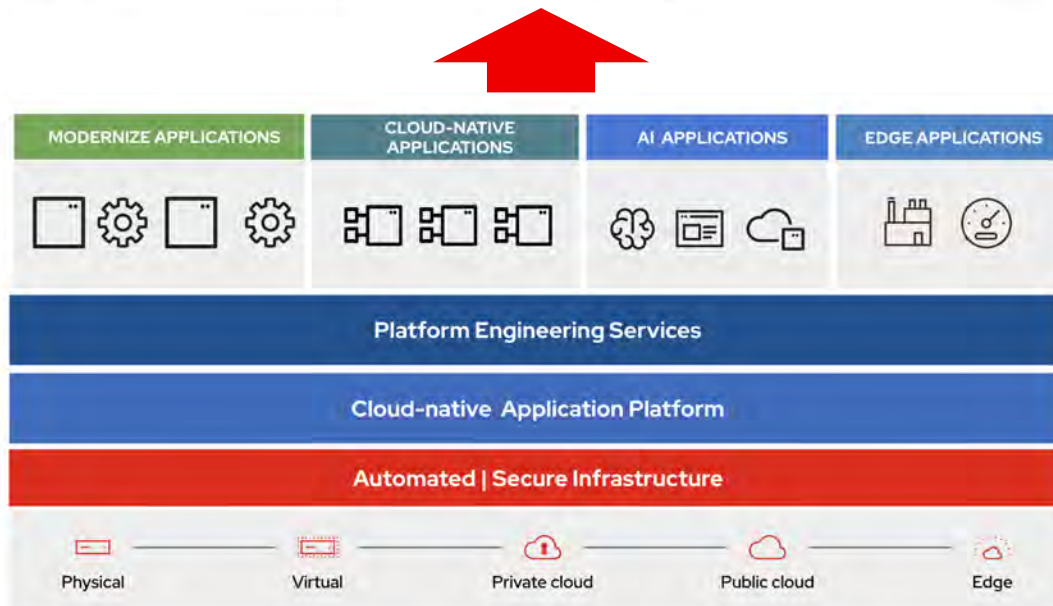 MODERNIZE APPLICATIONS
CLOUD-NATIVE
APPLICATIONS
AI APPLICATIONS
EDGE APPLICATIONS
Platform Engineering Services
Cloud-native Application Platform
Automated | Secure Infrastructure
Physical
Virtual
Private cloud
Public cloud
Edge